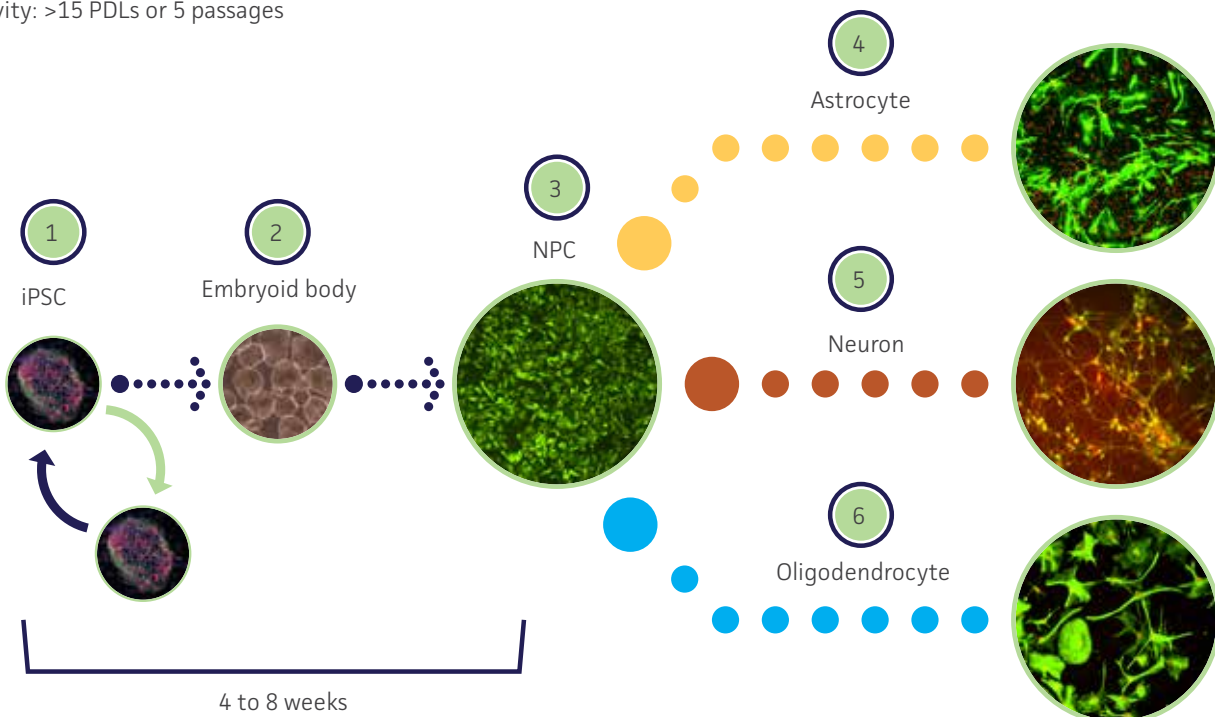 >15 PDLs or 5 passages
4
Astrocyte
3
NPC
1
iPSC
2
Embryoid body
5
Neuron
6
Oligodendrocyte
4 to 8 weeks